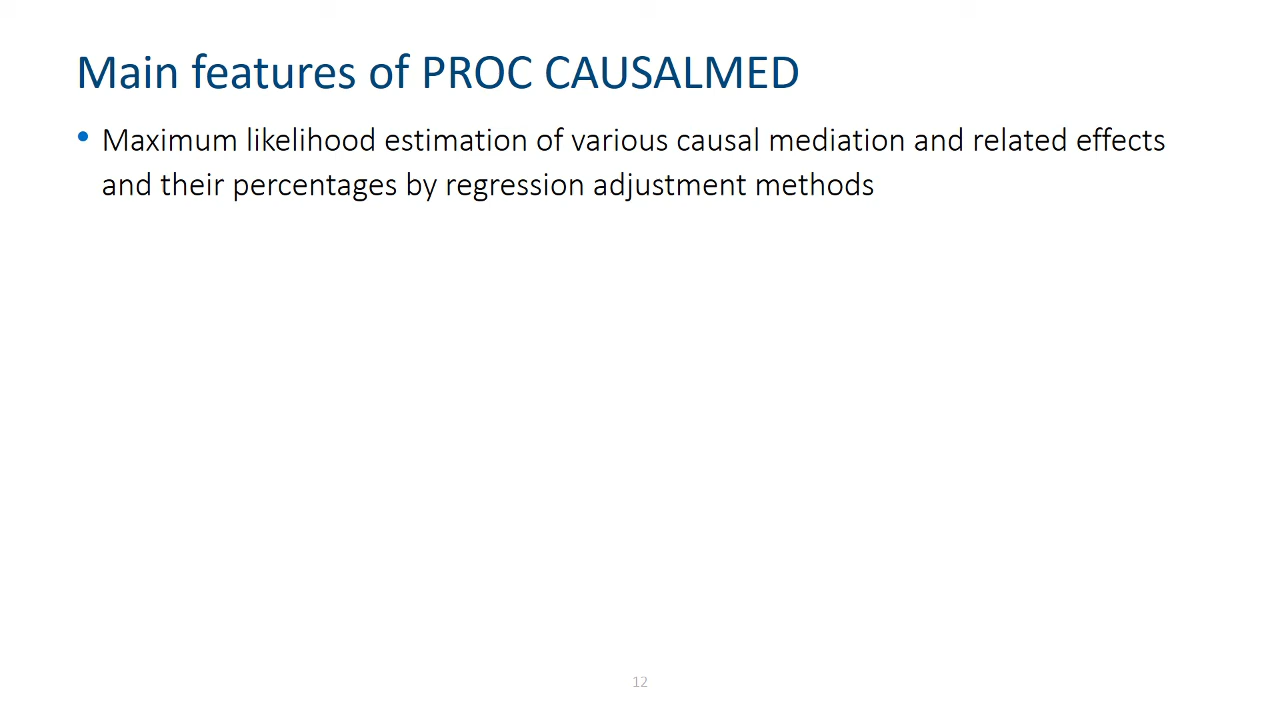 Main features of PROC CAUSALMED
• Maximum likelihood estimation of various causal mediation and related effects
and their percentages by regression adjustment methods
12